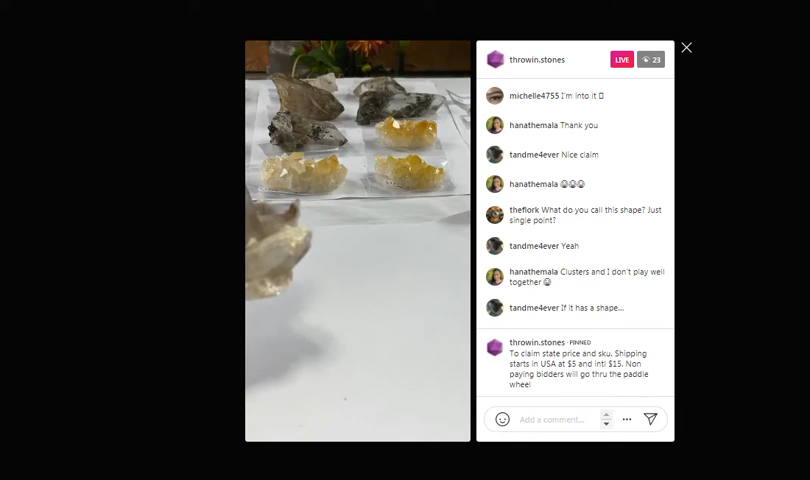 throwin.stones
LIVE
23
michelle4755 I'm into it
hanathemala Thank you
tandme4ever Nice claim
hanathemala
theflork What do you call this shape? Just
single point?
tandme4ever Yeah
hanathemala Clusters and I don't play well
together
tandme4ever If it has a shape...
throwin.stones · PINNED
To claim state price and sku. Shipping
starts in USA at $5 and intl $15. Non
paying bidders will go thru the paddle
wheel
Add a comment...